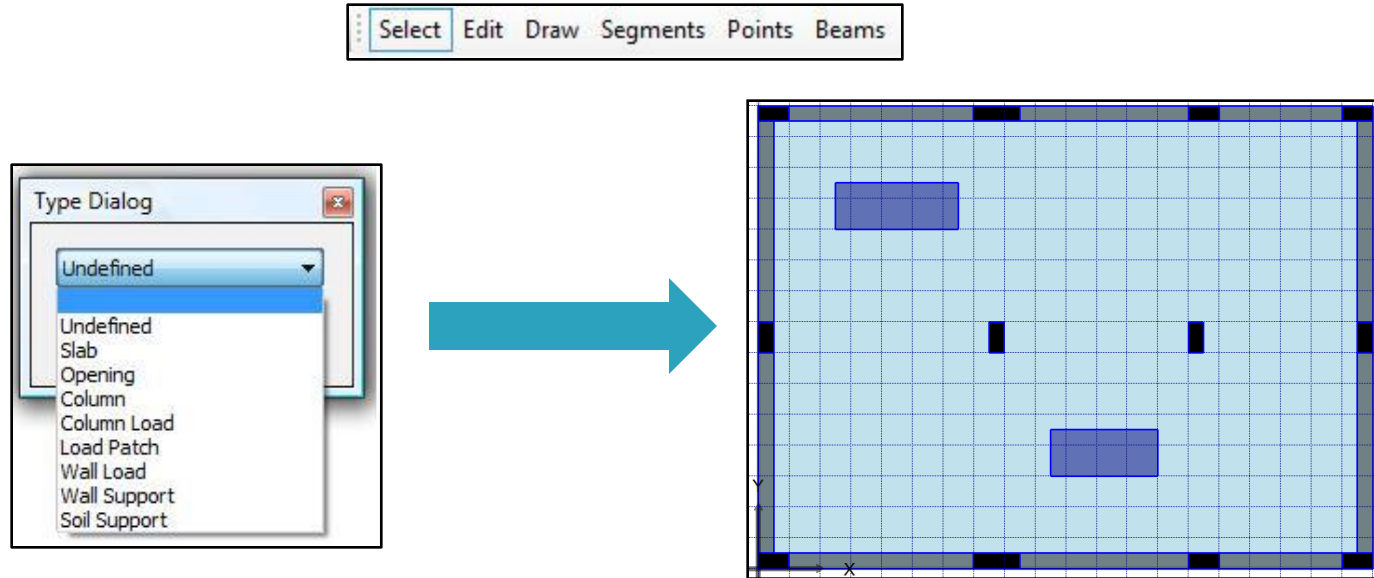 Select Edit Draw Segments Points Beams
Type Dialog
Undefined
Undefined
Slab
Opening
Column
Column Load
Load Patch
Wall Load
Wall Support
Soil Support
Y
X